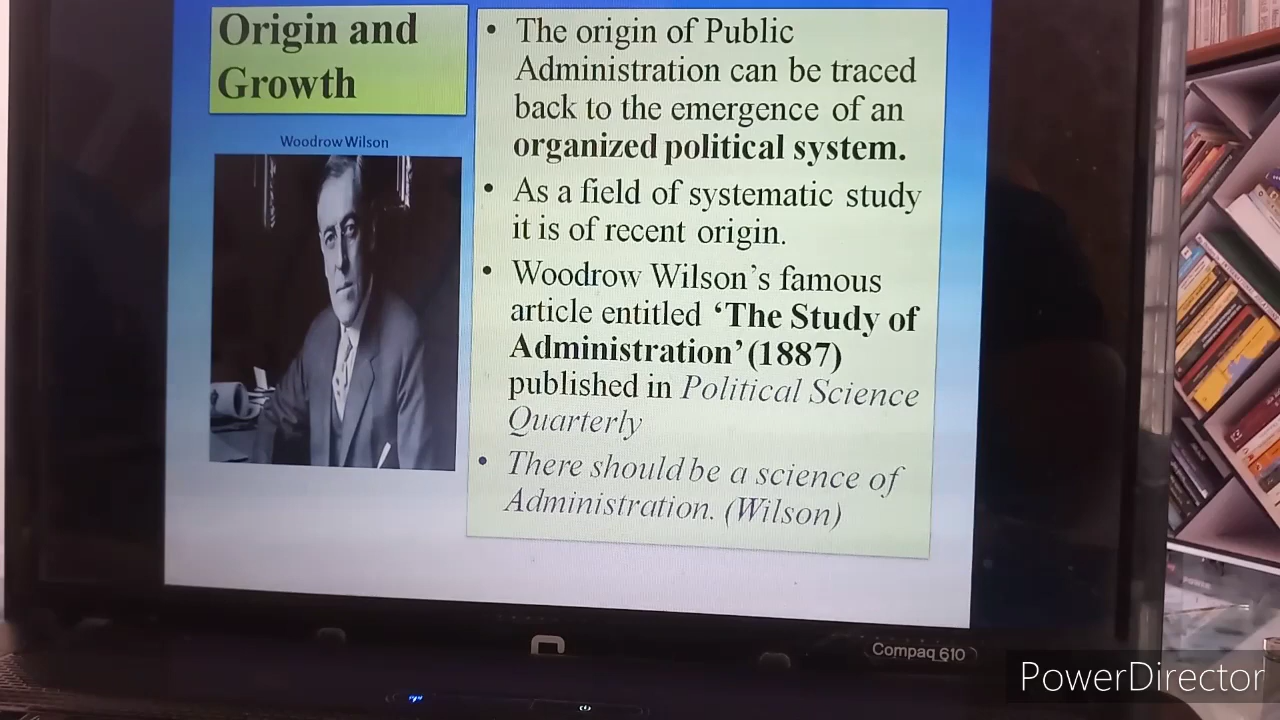 Origin and
Growth
Woodrow Wilson
• The origin of Public
Administration can be traced
back to the emergence of an
organized political system.
• As a field of systematic study
it is of recent origin.
• Woodrow Wilson's famous
article entitled ‘The Study of
Administration’ (1887)
published in Political Science
Quarterly
• There should be a science of
Administration. (Wilson)
Compaq 610
PowerDirector